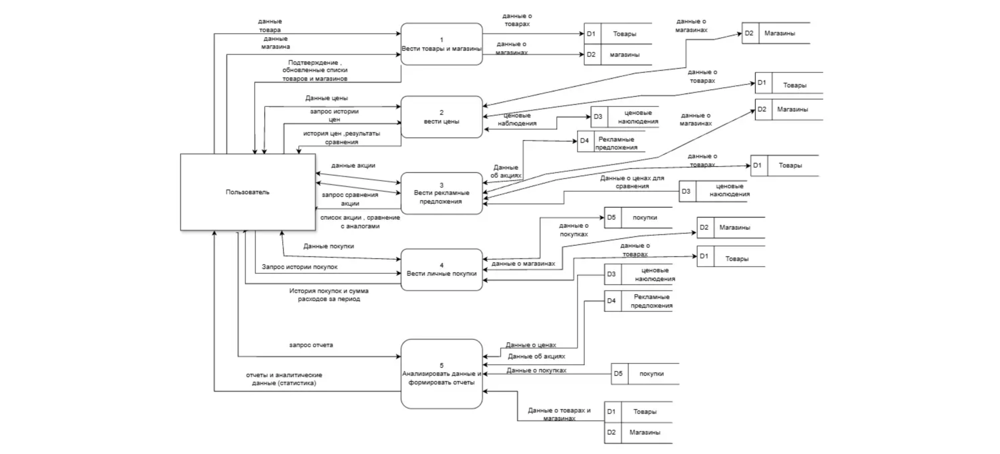 данные
товара
данные
магазина
Подтверждение ,
обновленные списки
товаров и магазинов
1
Вести товары и магазины
данные о
товарах
данные о
магазинах
D1
Товары
D2
магазины
данные о
магазинах
D2
Магазины
Данные цены
запрос истории
цен
история цен ,результаты
сравнения
2
вести цены
данные о
товарах
D1
Товары
D2
Магазины
ценовые
наблюдения
D3
ценовые
наюлюдения
данные о
магазинах
D4
Рекламные
предложения
Пользователь
данные акции
запрос сравнения
акции
список акции , сравнение
с аналогами
3
Вести рекламные
предложения
Данные
об акциях
данные о
товарах
D1
Товары
Данные о ценах для
сравнения
D3
ценовые
наюлюдения
D5
покупки
данные о
покупках
D2
Магазины
Данные покупки
Запрос истории покупок
История покупок и сумма
расходов за период
4
Вести личные покупки
данные о магазинах
данные о
товарах
D1
Товары
D3
ценовые
наюлюдения
D4
Рекламные
предложения
запрос отчета
отчеты и аналитические
данные (статистика)
5
Анализировать данные и
формировать отчеты
Данные о ценах
Данные об акциях
Данные о покупках
D5
покупки
Данные о товарах и
магазинах
D1
Товары
D2
Магазины